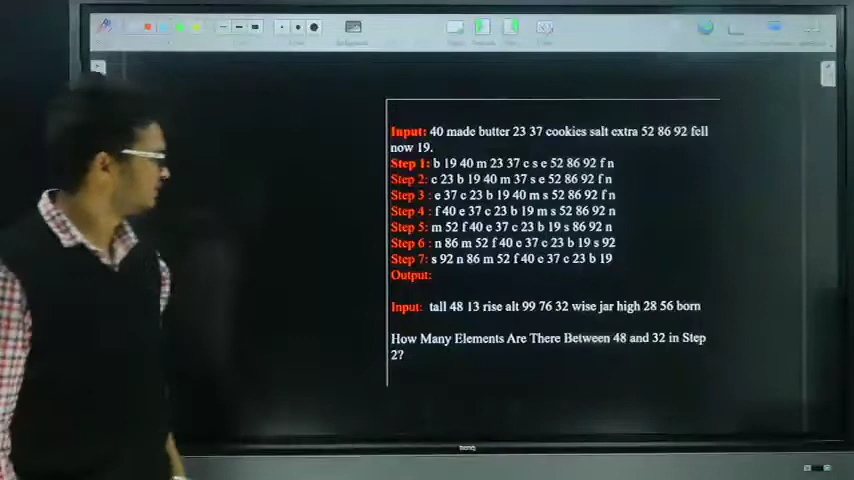 Input: 40 made butter 23 37 cookies salt extra 52 86 92 fell
now 19.
Step 1: b 19 40 m 23 37 c s e 52 86 92 f n
Step 2: c 23 b 19 40 m 37 s e 52 86 92 f n
Step 3 : e 37 c 23 b 19 40 m s 52 86 92 f n
Step 4 : f 40 e 37 c 23 b 19 m s 52 86 92 n
Step 5: m 52 f 40 e 37 c 23 b 19 s 86 92 n
Step 6 : n 86 m 52 f 40 e 37 c 23 b 19 s 92
Step 7: s 92 n 86 m 52 f 40 e 37 c 23 b 19
Output:
Input: tall 48 13 rise alt 99 76 32 wise jar high 28 56 born
How Many Elements Are There Between 48 and 32 in Step
2?
BenQ